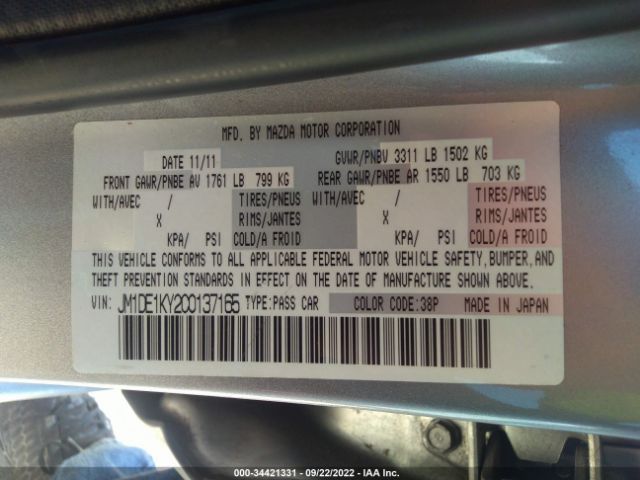 MFD. BY MAZDA MOTOR CORPORATION
DATE 11/11 GVWR/PNBV 3311 LB 1502 KG
FRONT GAWR/PNBE AV 1761 LB 799 KG REAR GAWR/PNBE AR 1550 LB 703 KG
WITH/AVEC / TIRES/PNEUS WITH/AVEC / TIRES/PNEUS
X RIMS/JANTES X RIMS/JANTES
KPA/ PSI COLD/A FROID KPA/ PSI COLD/A FROID
THIS VEHICLE CONFORMS TO ALL APPLICABLE FEDERAL MOTOR VEHICLE SAFETY,BUMPER,AND
THEFT PREVENTION STANDARDS IN EFFECT ON THE DATE OF MANUFACTURE SHOWN ABOVE.
VIN: JM1DE1KY2C0137165 TYPE:PASS CAR COLOR CODE:38P MADE IN JAPAN
000-34421331 - 09/22/2022 - IAA Inc.